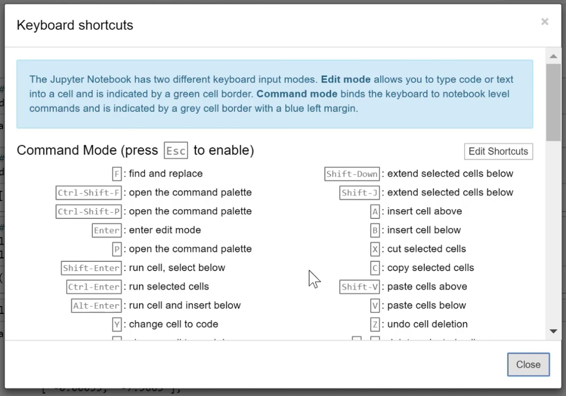 Keyboard shortcuts
×
The Jupyter Notebook has two different keyboard input modes. Edit mode allows you to type code or text
into a cell and is indicated by a green cell border. Command mode binds the keyboard to notebook level
commands and is indicated by a grey cell border with a blue left margin.
Command Mode (press Esc to enable)
Edit Shortcuts
F : find and replace
Ctrl-Shift-F : open the command palette
Ctrl-Shift-P : open the command palette
Enter : enter edit mode
P : open the command palette
Shift-Enter : run cell, select below
Ctrl-Enter : run selected cells
Alt-Enter : run cell and insert below
Y : change cell to code
Shift-Down : extend selected cells below
Shift-J : extend selected cells below
A : insert cell above
B : insert cell below
X : cut selected cells
C : copy selected cells
Shift-V : paste cells above
V : paste cells below
Z : undo cell deletion
Close